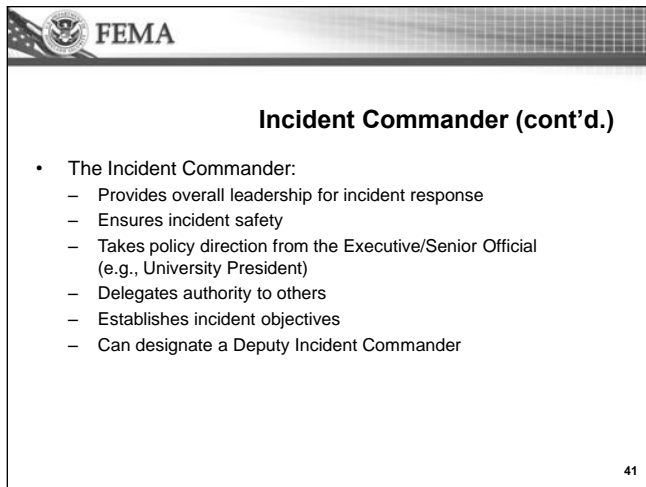 FEMA
Incident Commander (cont’d.)
• The Incident Commander:
– Provides overall leadership for incident response
– Ensures incident safety
– Takes policy direction from the Executive/Senior Official
(e.g., University President)
– Delegates authority to others
– Establishes incident objectives
– Can designate a Deputy Incident Commander
41